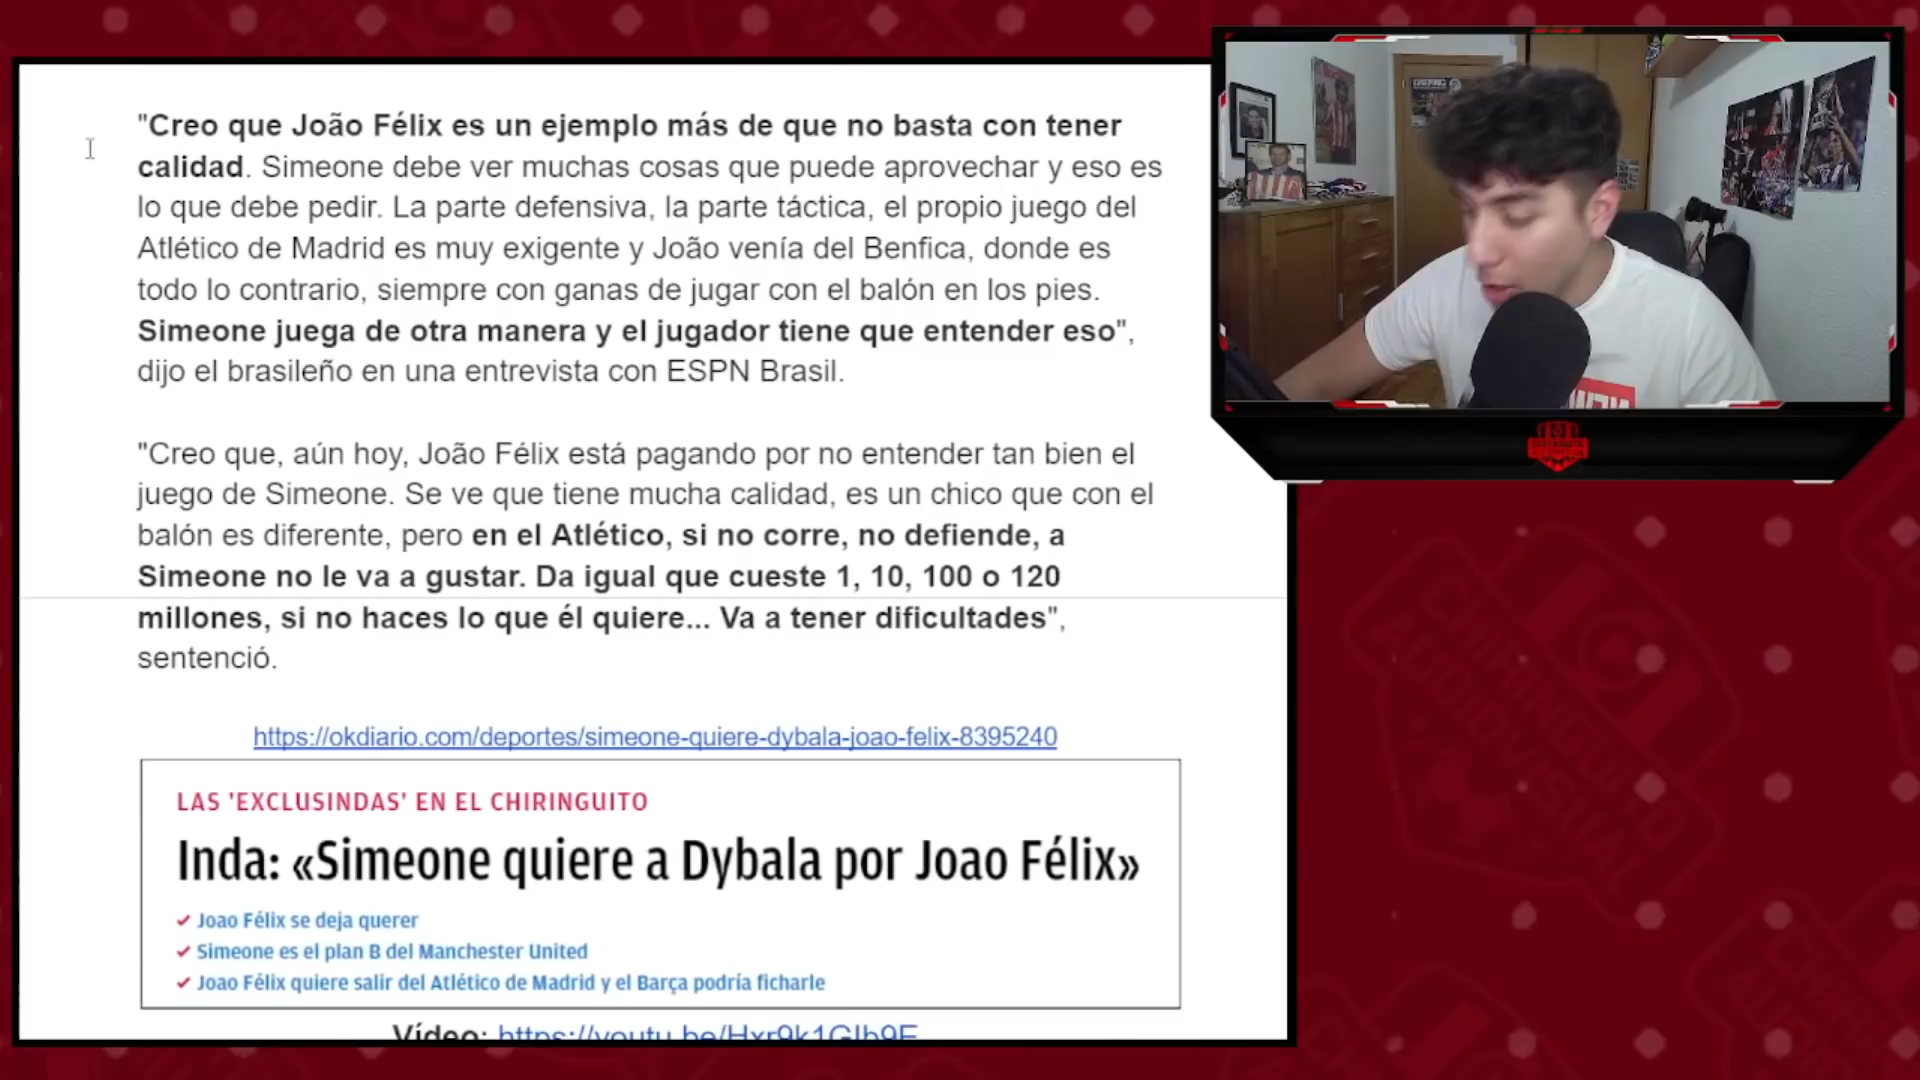 "Creo que João Félix es un ejemplo más de que no basta con tener
calidad. Simeone debe ver muchas cosas que puede aprovechar y eso es
lo que debe pedir. La parte defensiva, la parte táctica, el propio juego del
Atlético de Madrid es muy exigente y João venía del Benfica, donde es
todo lo contrario, siempre con ganas de jugar con el balón en los pies.
Simeone juega de otra manera y el jugador tiene que entender eso",
dijo el brasileño en una entrevista con ESPN Brasil.
"Creo que, aún hoy, João Félix está pagando por no entender tan bien el
juego de Simeone. Se ve que tiene mucha calidad, es un chico que con el
balón es diferente, pero en el Atlético, si no corre, no defiende, a
Simeone no le va a gustar. Da igual que cueste 1, 10, 100 o 120
millones, si no haces lo que él quiere... Va a tener dificultades",
sentenció.
https://okdiario.com/deportes/simeone-quiere-dybala-joao-felix-8395240
LAS 'EXCLUSINDAS' EN EL CHIRINGUITO
Inda: «Simeone quiere a Dybala por Joao Félix»
✓ Joao Félix se deja querer
✓ Simeone es el plan B del Manchester United
✓ Joao Félix quiere salir del Atlético de Madrid y el Barça podría ficharle
Vídeo: